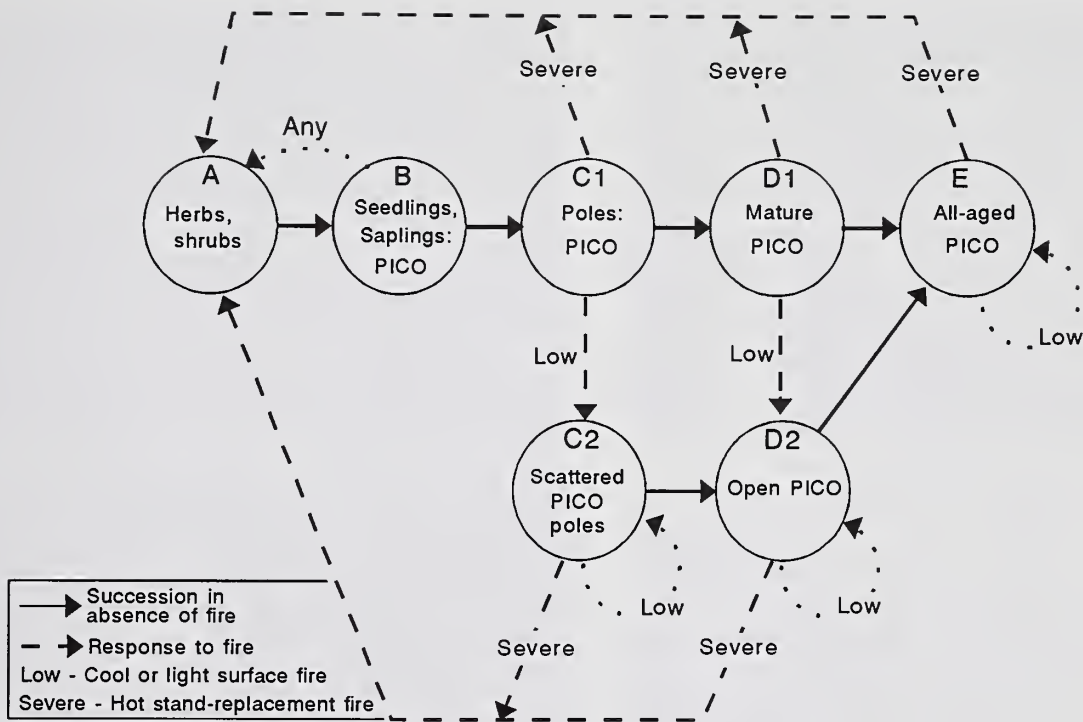 Severe
Severe
Severe
Any
A
Herbs,
shrubs
B
Seedlings,
Saplings:
PICO
C1
Poles:
PICO
D1
Mature
PICO
E
All-aged
PICO
Low
Low
Low
C2
Scattered
PICO
poles
D2
Open PICO
Low
Low
Severe
Severe
Succession in
absence of fire
Response to fire
Low - Cool or light surface fire
Severe - Hot stand-replacement fire